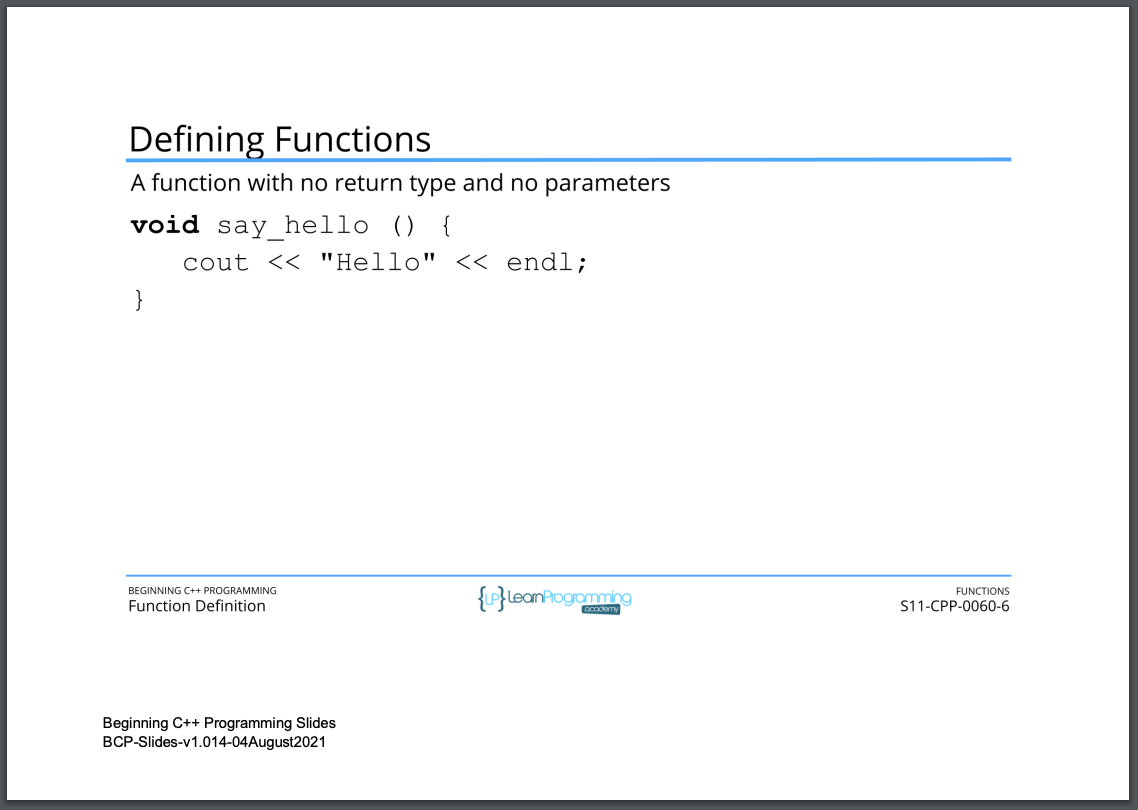 Defining Functions
A function with no return type and no parameters
void say_hello () {
   cout << "Hello" << endl;
}
BEGINNING C++ PROGRAMMING
Function Definition
{LP} LearnProgramming
academy
FUNCTIONS
S11-CPP-0060-6
Beginning C++ Programming Slides
BCP-Slides-v1.014-04August2021